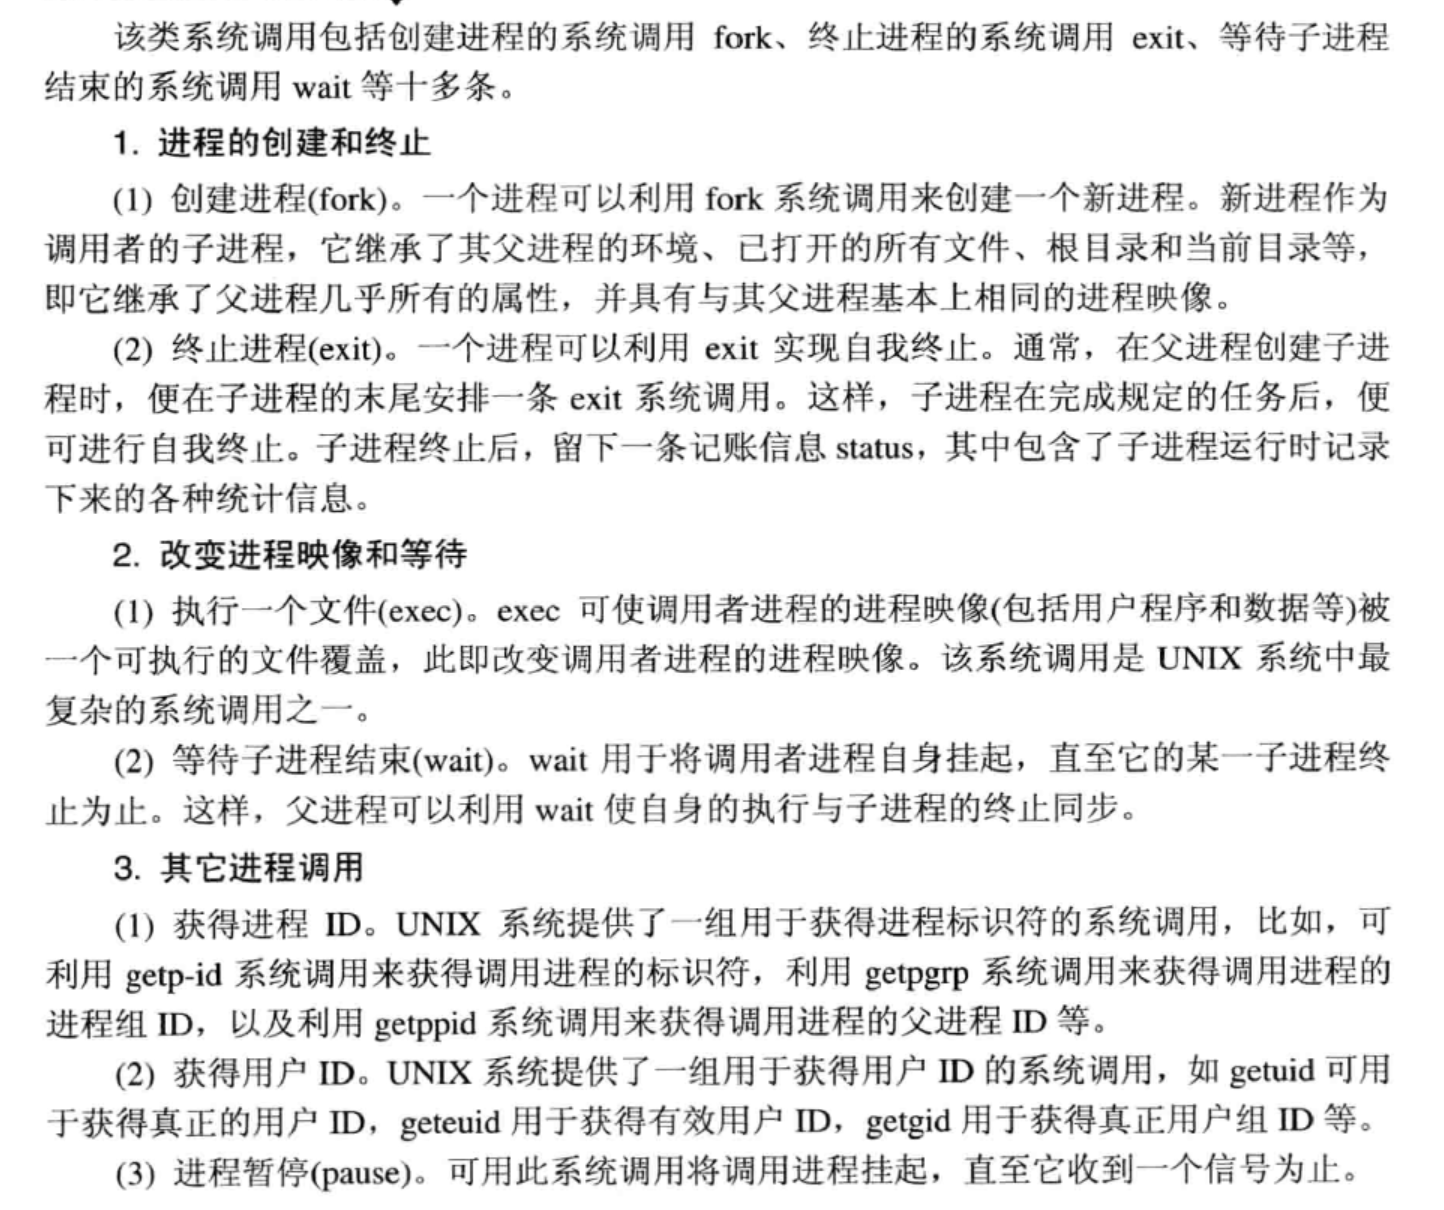 该类系统调用包括创建进程的系统调用 fork、终止进程的系统调用 exit、等待子进程
结束的系统调用 wait 等十多条。
1. 进程的创建和终止
(1) 创建进程(fork)。一个进程可以利用 fork 系统调用来创建一个新进程。新进程作为
调用者的子进程，它继承了其父进程的环境、已打开的所有文件、根目录和当前目录等，
即它继承了父进程几乎所有的属性，并具有与其父进程基本上相同的进程映像。
(2) 终止进程(exit)。一个进程可以利用 exit 实现自我终止。通常，在父进程创建子进
程时，便在子进程的末尾安排一条 exit 系统调用。这样，子进程在完成规定的任务后，便
可进行自我终止。子进程终止后，留下一条记账信息 status，其中包含了子进程运行时记录
下来的各种统计信息。
2. 改变进程映像和等待
(1) 执行一个文件(exec)。exec 可使调用者进程的进程映像(包括用户程序和数据等)被
一个可执行的文件覆盖，此即改变调用者进程的进程映像。该系统调用是 UNIX 系统中最
复杂的系统调用之一。
(2) 等待子进程结束(wait)。wait 用于将调用者进程自身挂起，直至它的某一子进程终
止为止。这样，父进程可以利用 wait 使自身的执行与子进程的终止同步。
3. 其它进程调用
(1) 获得进程 ID。UNIX 系统提供了一组用于获得进程标识符的系统调用，比如，可
利用 getp-id 系统调用来获得调用进程的标识符，利用 getpgrp 系统调用来获得调用进程的
进程组 ID，以及利用 getppid 系统调用来获得调用进程的父进程 ID 等。
(2) 获得用户 ID。UNIX 系统提供了一组用于获得用户 ID 的系统调用，如 getuid 可用
于获得真正的用户 ID，geteuid 用于获得有效用户 ID，getgid 用于获得真正用户组 ID 等。
(3) 进程暂停(pause)。可用此系统调用将调用进程挂起，直至它收到一个信号为止。